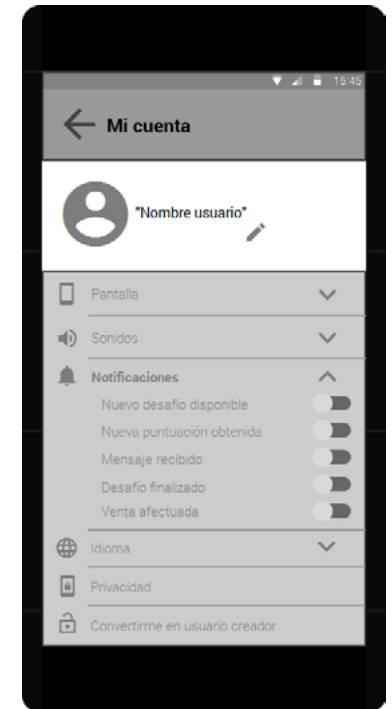 15:45
Mi cuenta
"Nombre usuario"
Pantalla
Sonidos
Notificaciones
Nuevo desafío disponible
Nueva puntuación obtenida
Mensaje recibido
Desafío finalizado
Venta afectuada
Idioma
Privacidad
Convertirme en usuario creador